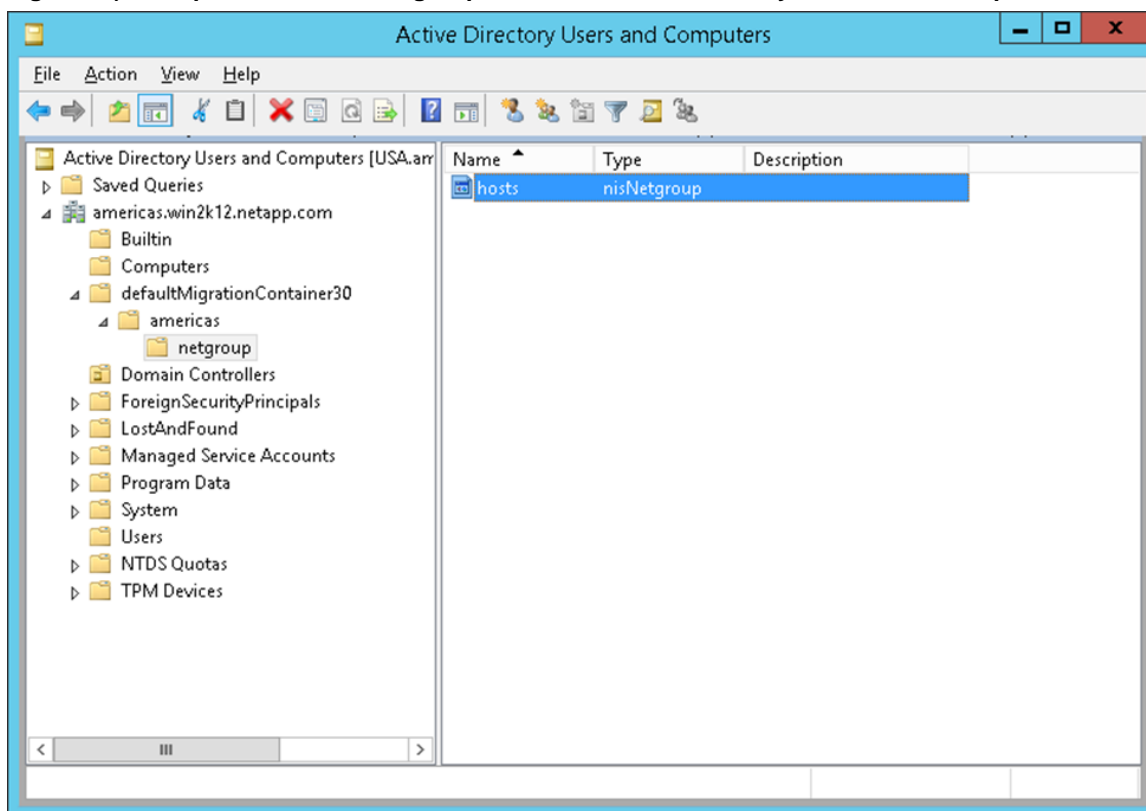 Active Directory Users and Computers
File Action View Help
Active Directory Users and Computers [USA.am
Saved Queries
americas.win2k12.netapp.com
Builtin
Computers
defaultMigrationContainer30
americas
netgroup
Domain Controllers
ForeignSecurityPrincipals
LostAndFound
Managed Service Accounts
Program Data
System
Users
NTDS Quotas
TPM Devices
Name Type Description
hosts nisNetgroup